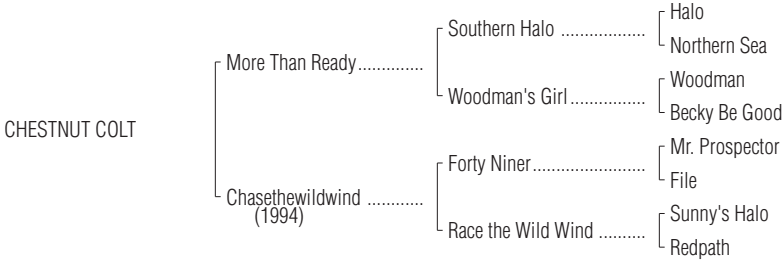 Halo
Southern Halo ...................
Northern Sea
More Than Ready..............
Woodman
Woodman's Girl................
Becky Be Good
CHESTNUT COLT
Mr. Prospector
Forty Niner.......................
File
Chasethewildwind ............
(1994)
Sunny's Halo
Race the Wild Wind ..........
Redpath